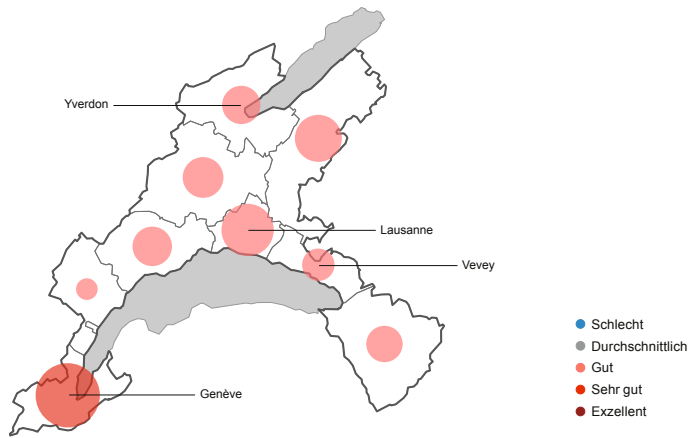 Yverdon
Lausanne
Vevey
Genève
Schlecht
Durchschnittlich
Gut
Sehr gut
Exzellent